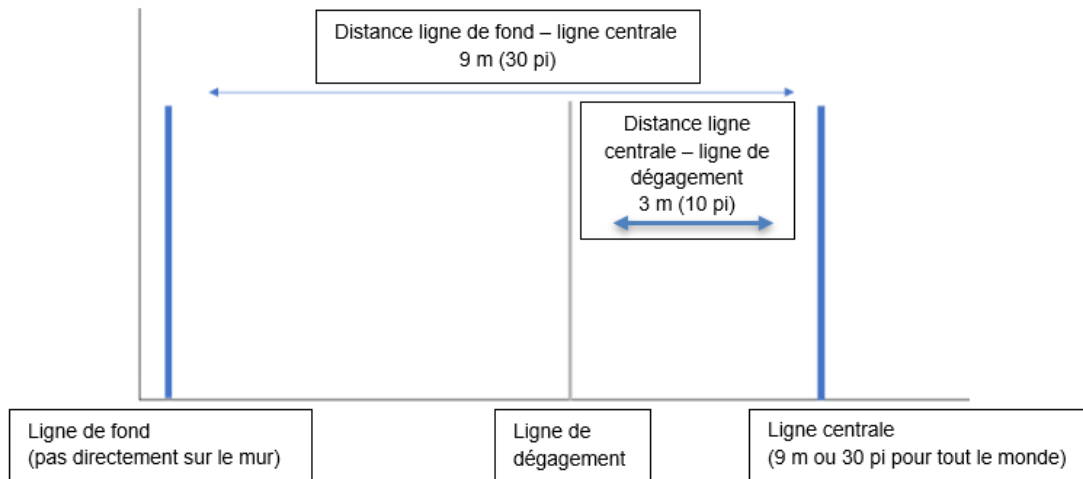 Distance ligne de fond – ligne centrale
9 m (30 pi)
Distance ligne
centrale – ligne de
dégagement
3 m (10 pi)
Ligne de fond
(pas directement sur le mur)
Ligne de
dégagement
Ligne centrale
(9 m ou 30 pi pour tout le monde)